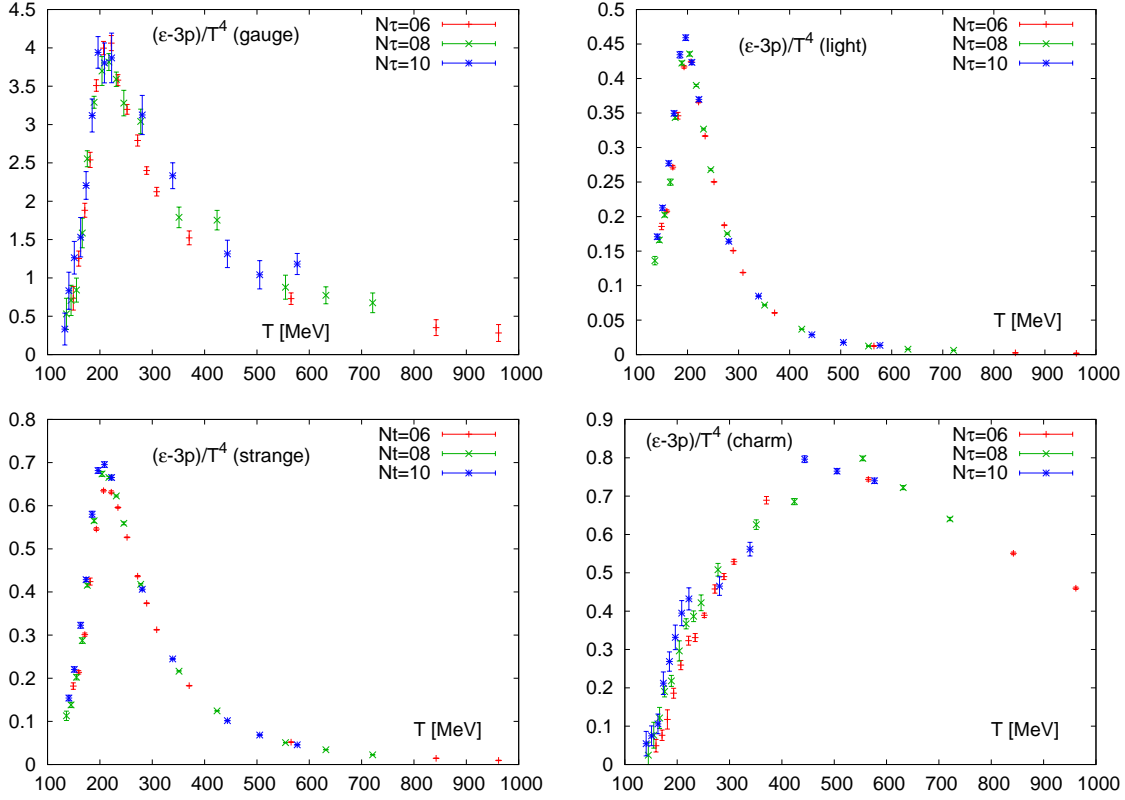 (ε-3p)/T⁴ (gauge)
Nτ=06
Nτ=08
Nτ=10
T [MeV]
0
0.5
1
1.5
2
2.5
3
3.5
4
4.5
100 200 300 400 500 600 700 800 900 1000
(ε-3p)/T⁴ (light)
Nτ=06
Nτ=08
Nτ=10
T [MeV]
0
0.05
0.1
0.15
0.2
0.25
0.3
0.35
0.4
0.45
0.5
100 200 300 400 500 600 700 800 900 1000
(ε-3p)/T⁴ (strange)
Nt=06
Nt=08
Nt=10
T [MeV]
0
0.1
0.2
0.3
0.4
0.5
0.6
0.7
0.8
100 200 300 400 500 600 700 800 900 1000
(ε-3p)/T⁴ (charm)
Nτ=06
Nτ=08
Nτ=10
T [MeV]
0
0.1
0.2
0.3
0.4
0.5
0.6
0.7
0.8
0.9
100 200 300 400 500 600 700 800 900 1000